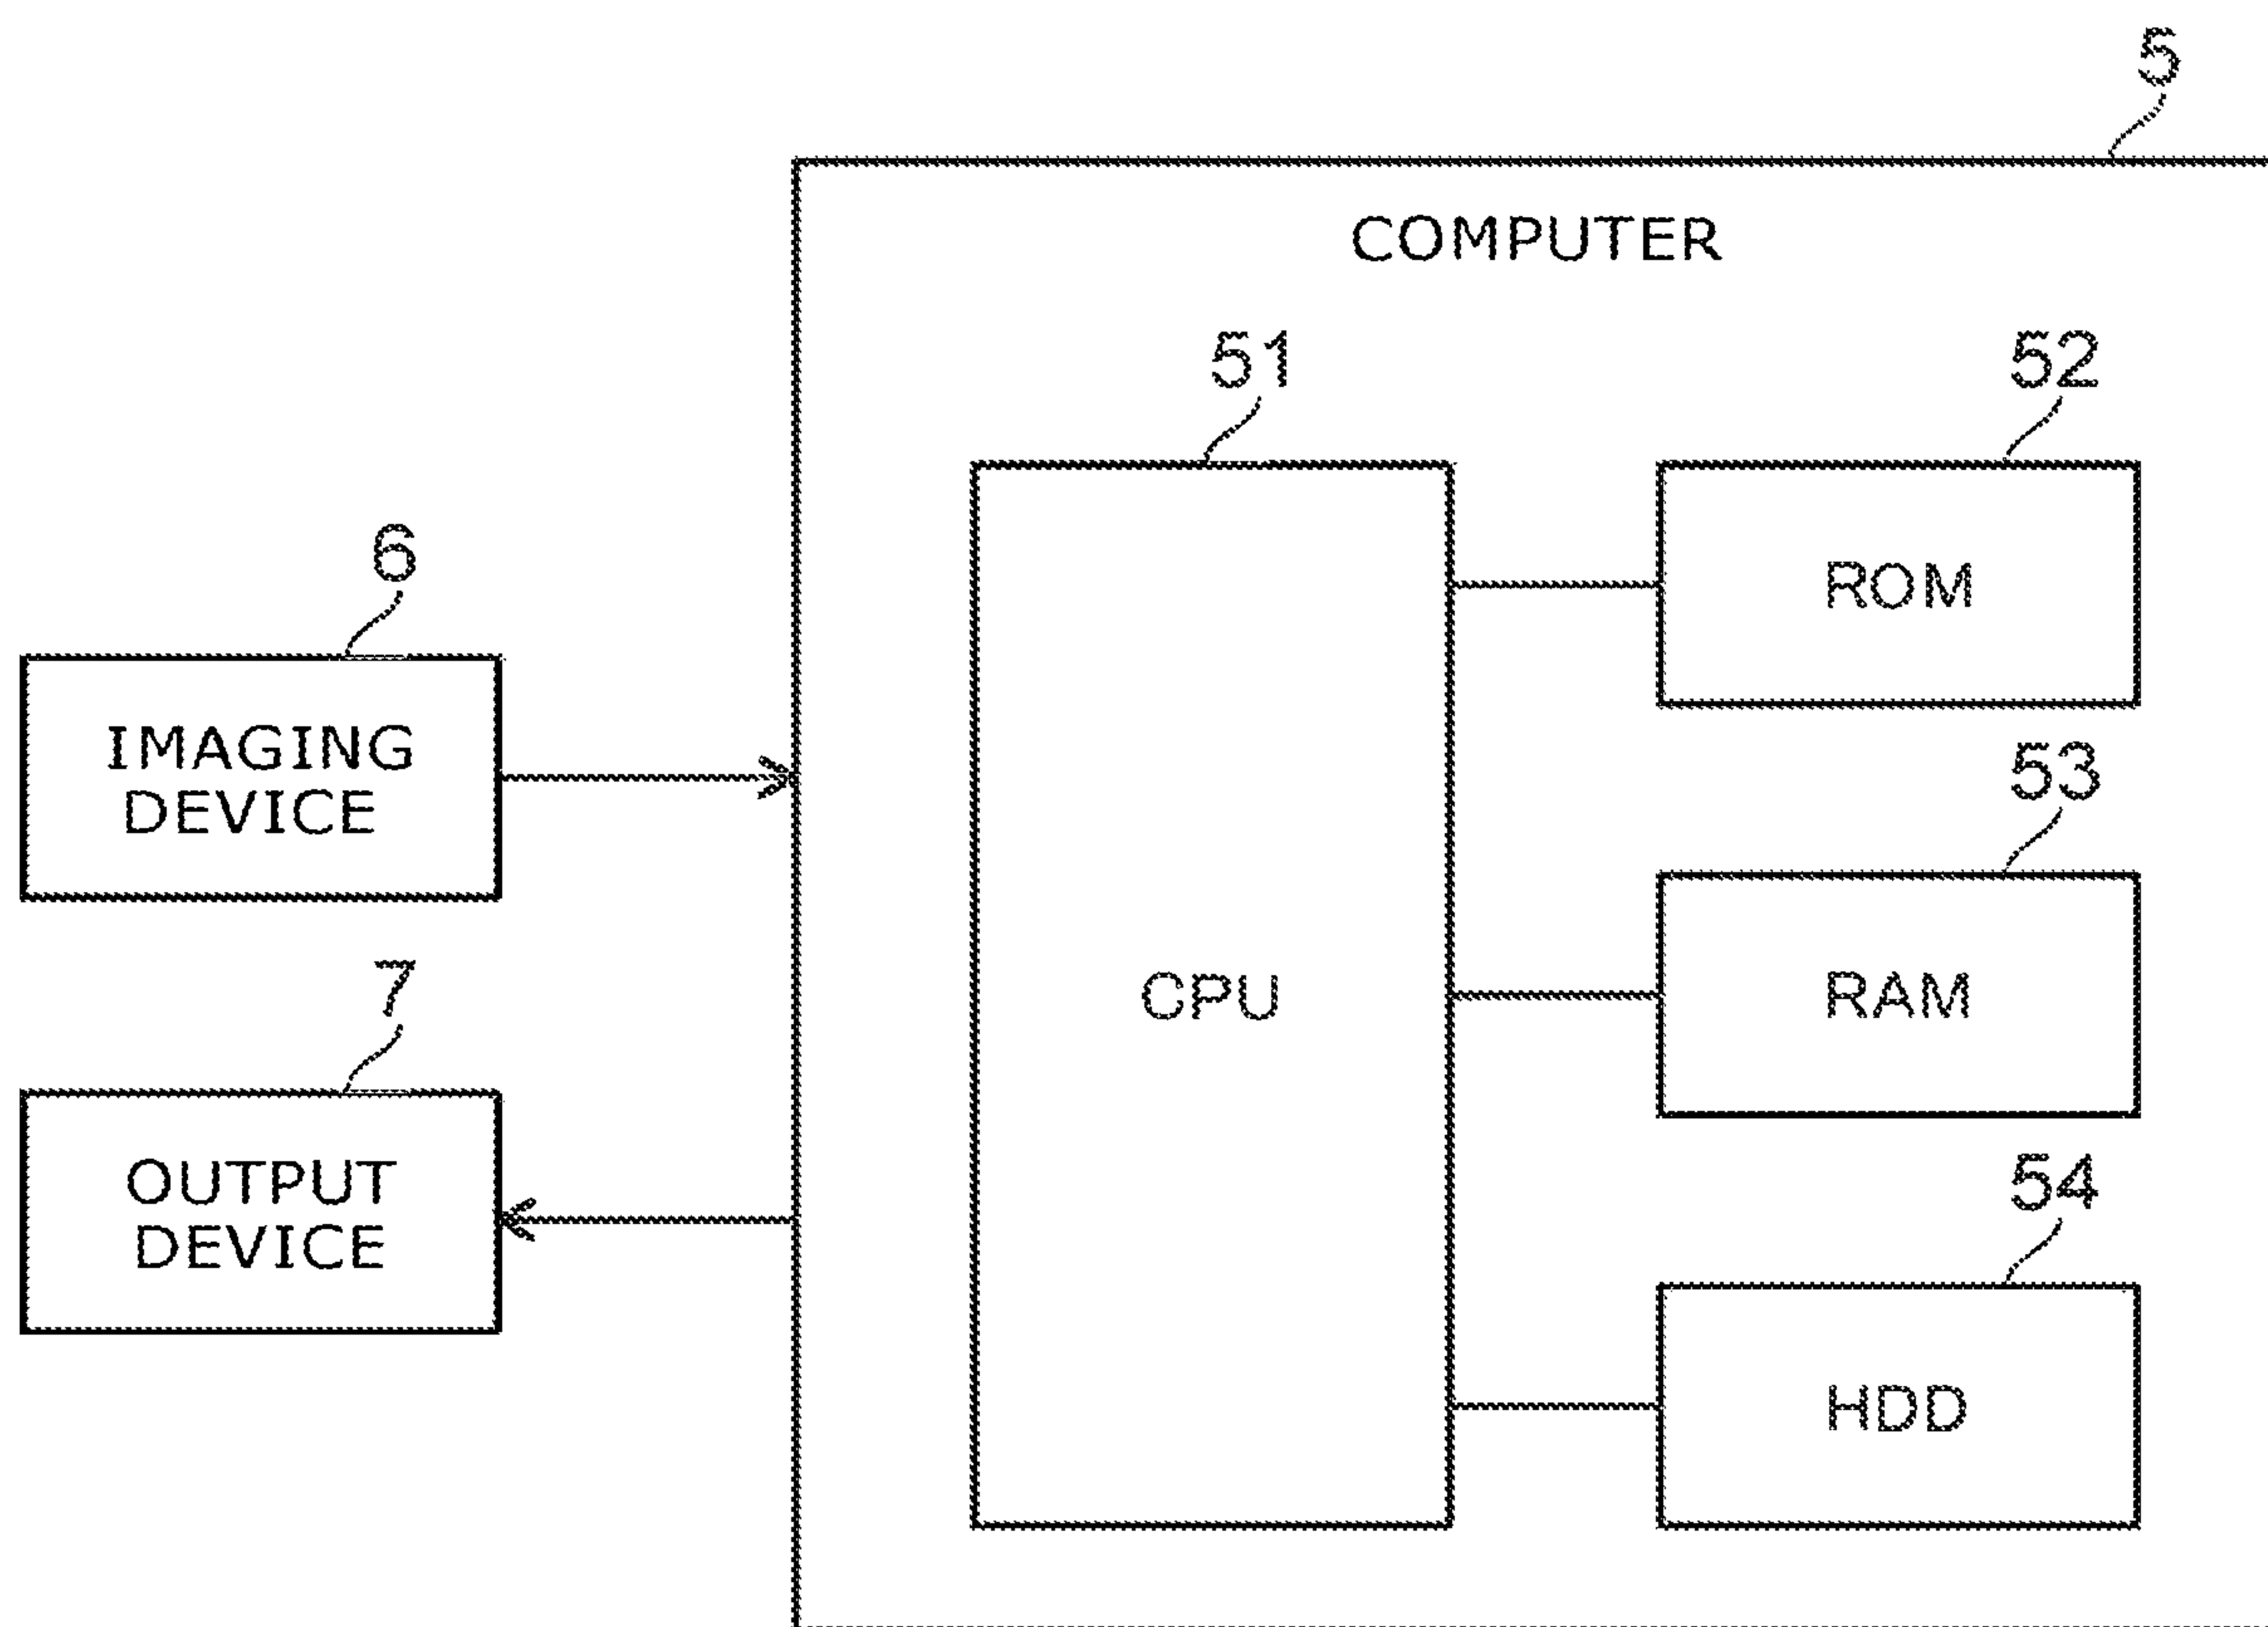 5
COMPUTER
51
52
ROM
6
IMAGING
DEVICE
53
RAM
CPU
7
OUTPUT
DEVICE
54
HDD